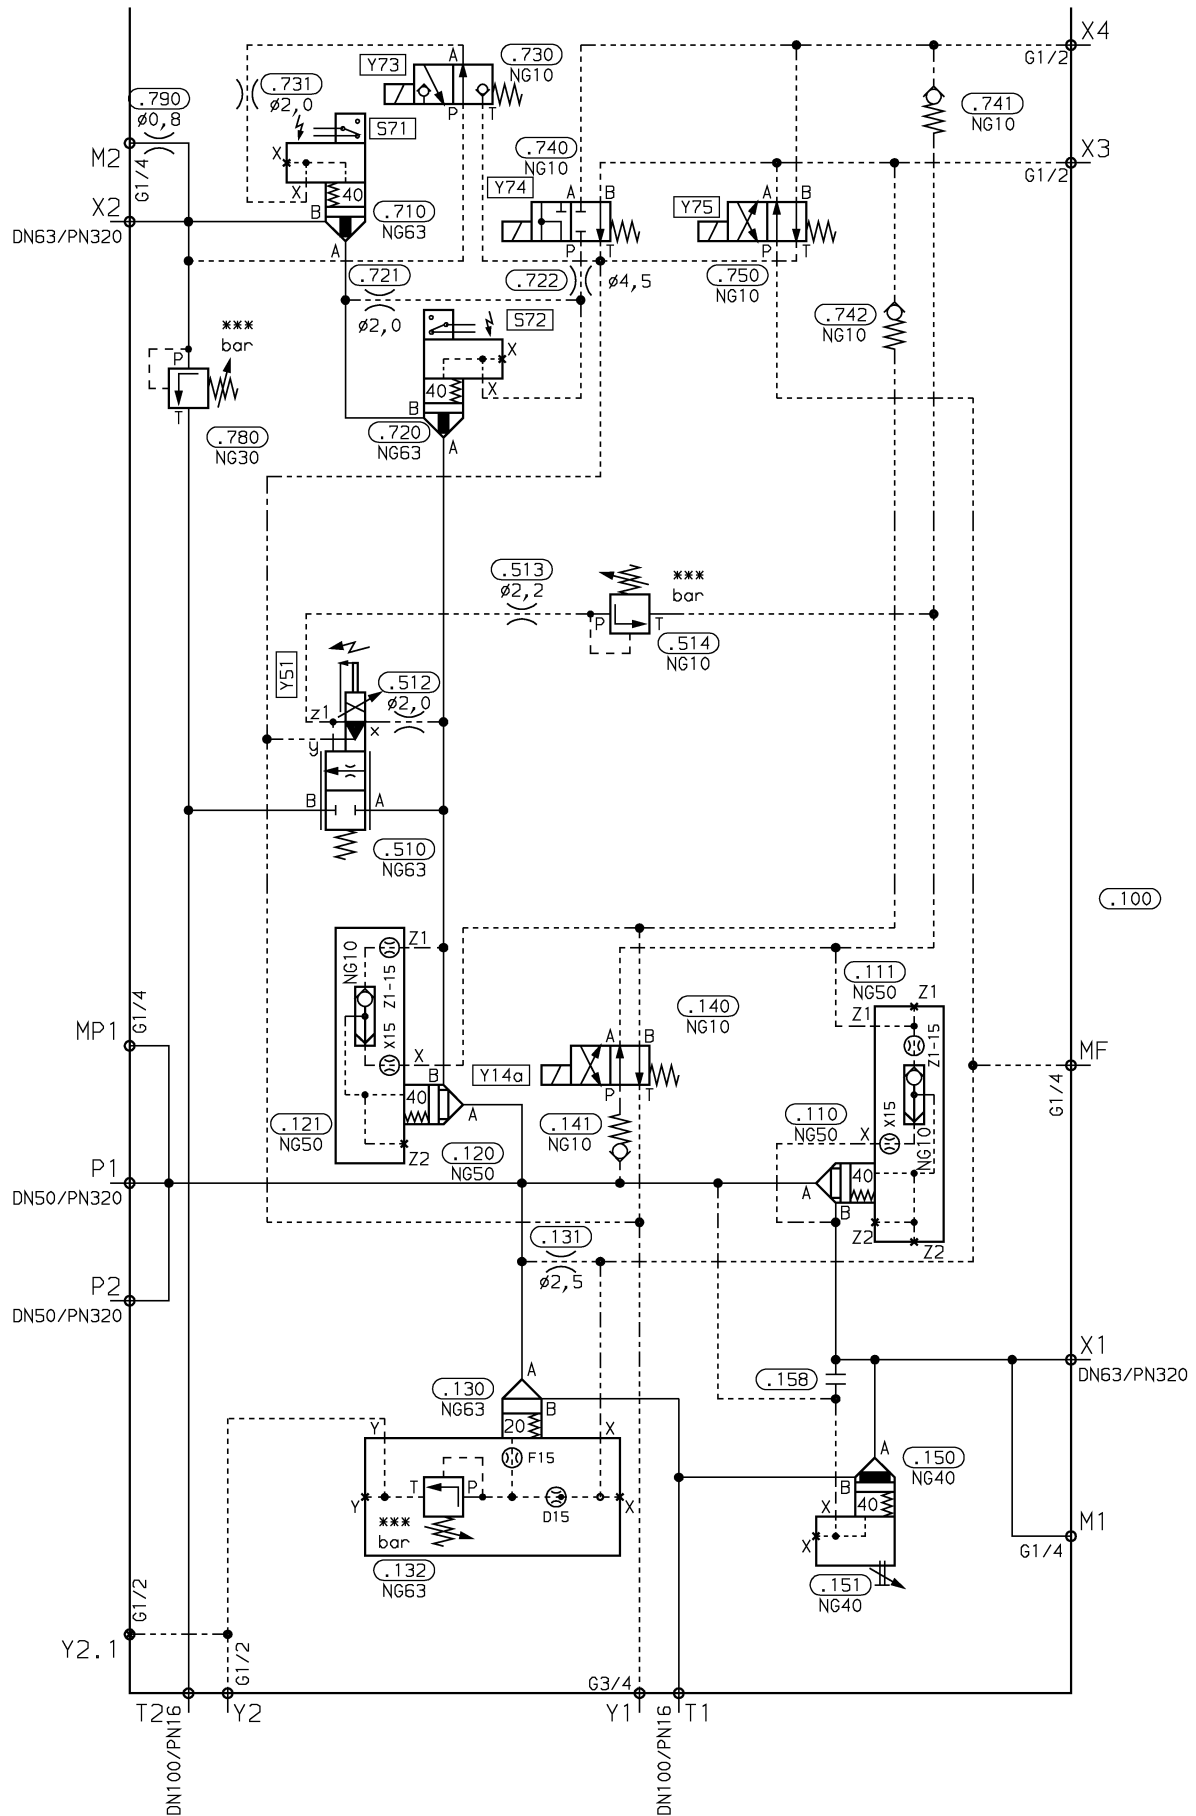 X4
G1/2
Y73
A
.730
NG10
P
T
.731
ø2,0
.790
ø0,8
M2
G1/4
S71
X
X
40
.741
NG10
X3
G1/2
.740
NG10
Y74
A
B
P
T
Y75
A
B
P
T
X2
DN63/PN320
B
.710
NG63
A
.721
ø2,0
.722
ø4,5
.750
NG10
.742
NG10
S72
X
X
40
B
.720
NG63
A
***
bar
P
T
.780
NG30
.513
ø2,2
***
bar
P
T
.514
NG10
Y51
.512
ø2,0
z1
x
y
B
A
.510
NG63
.100
Z1
NG10
Z1-15
X15
X
B
40
A
Z2
.121
NG50
.120
NG50
MP1
G1/4
.140
NG10
A
B
Y14a
P
T
.141
NG10
.111
NG50
Z1
Z1
Z1-15
MF
G1/4
.110
NG50
X15
X
NG10
A
40
B
Z2
Z2
P1
DN50/PN320
.131
ø2,5
P2
DN50/PN320
X1
DN63/PN320
.158
A
.130
NG63
B
20
Y
X
F15
T
P
Y
X
D15
***
bar
.132
NG63
A
.150
NG40
B
40
X
X
.151
NG40
M1
G1/4
G1/2
Y2.1
G1/2
G3/4
T2
Y2
Y1
T1
DN100/PN16
DN100/PN16